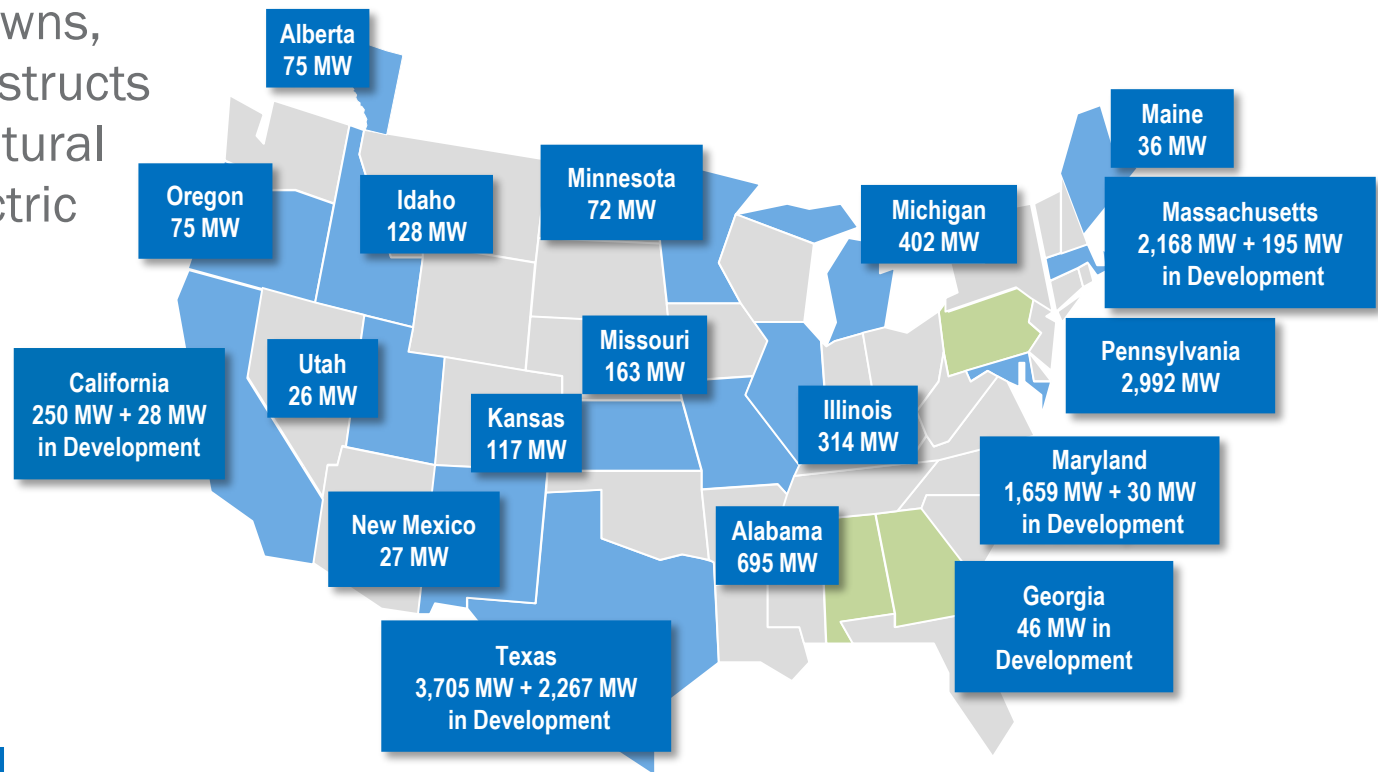 Alberta
75 MW
Oregon
75 MW
Idaho
128 MW
Minnesota
72 MW
Michigan
402 MW
Maine
36 MW
Massachusetts
2,168 MW + 195 MW
in Development
California
250 MW + 28 MW
in Development
Utah
26 MW
Missouri
163 MW
Kansas
117 MW
Illinois
314 MW
Pennsylvania
2,992 MW
New Mexico
27 MW
Alabama
695 MW
Maryland
1,659 MW + 30 MW
in Development
Georgia
46 MW in
Development
Texas
3,705 MW + 2,267 MW
in Development